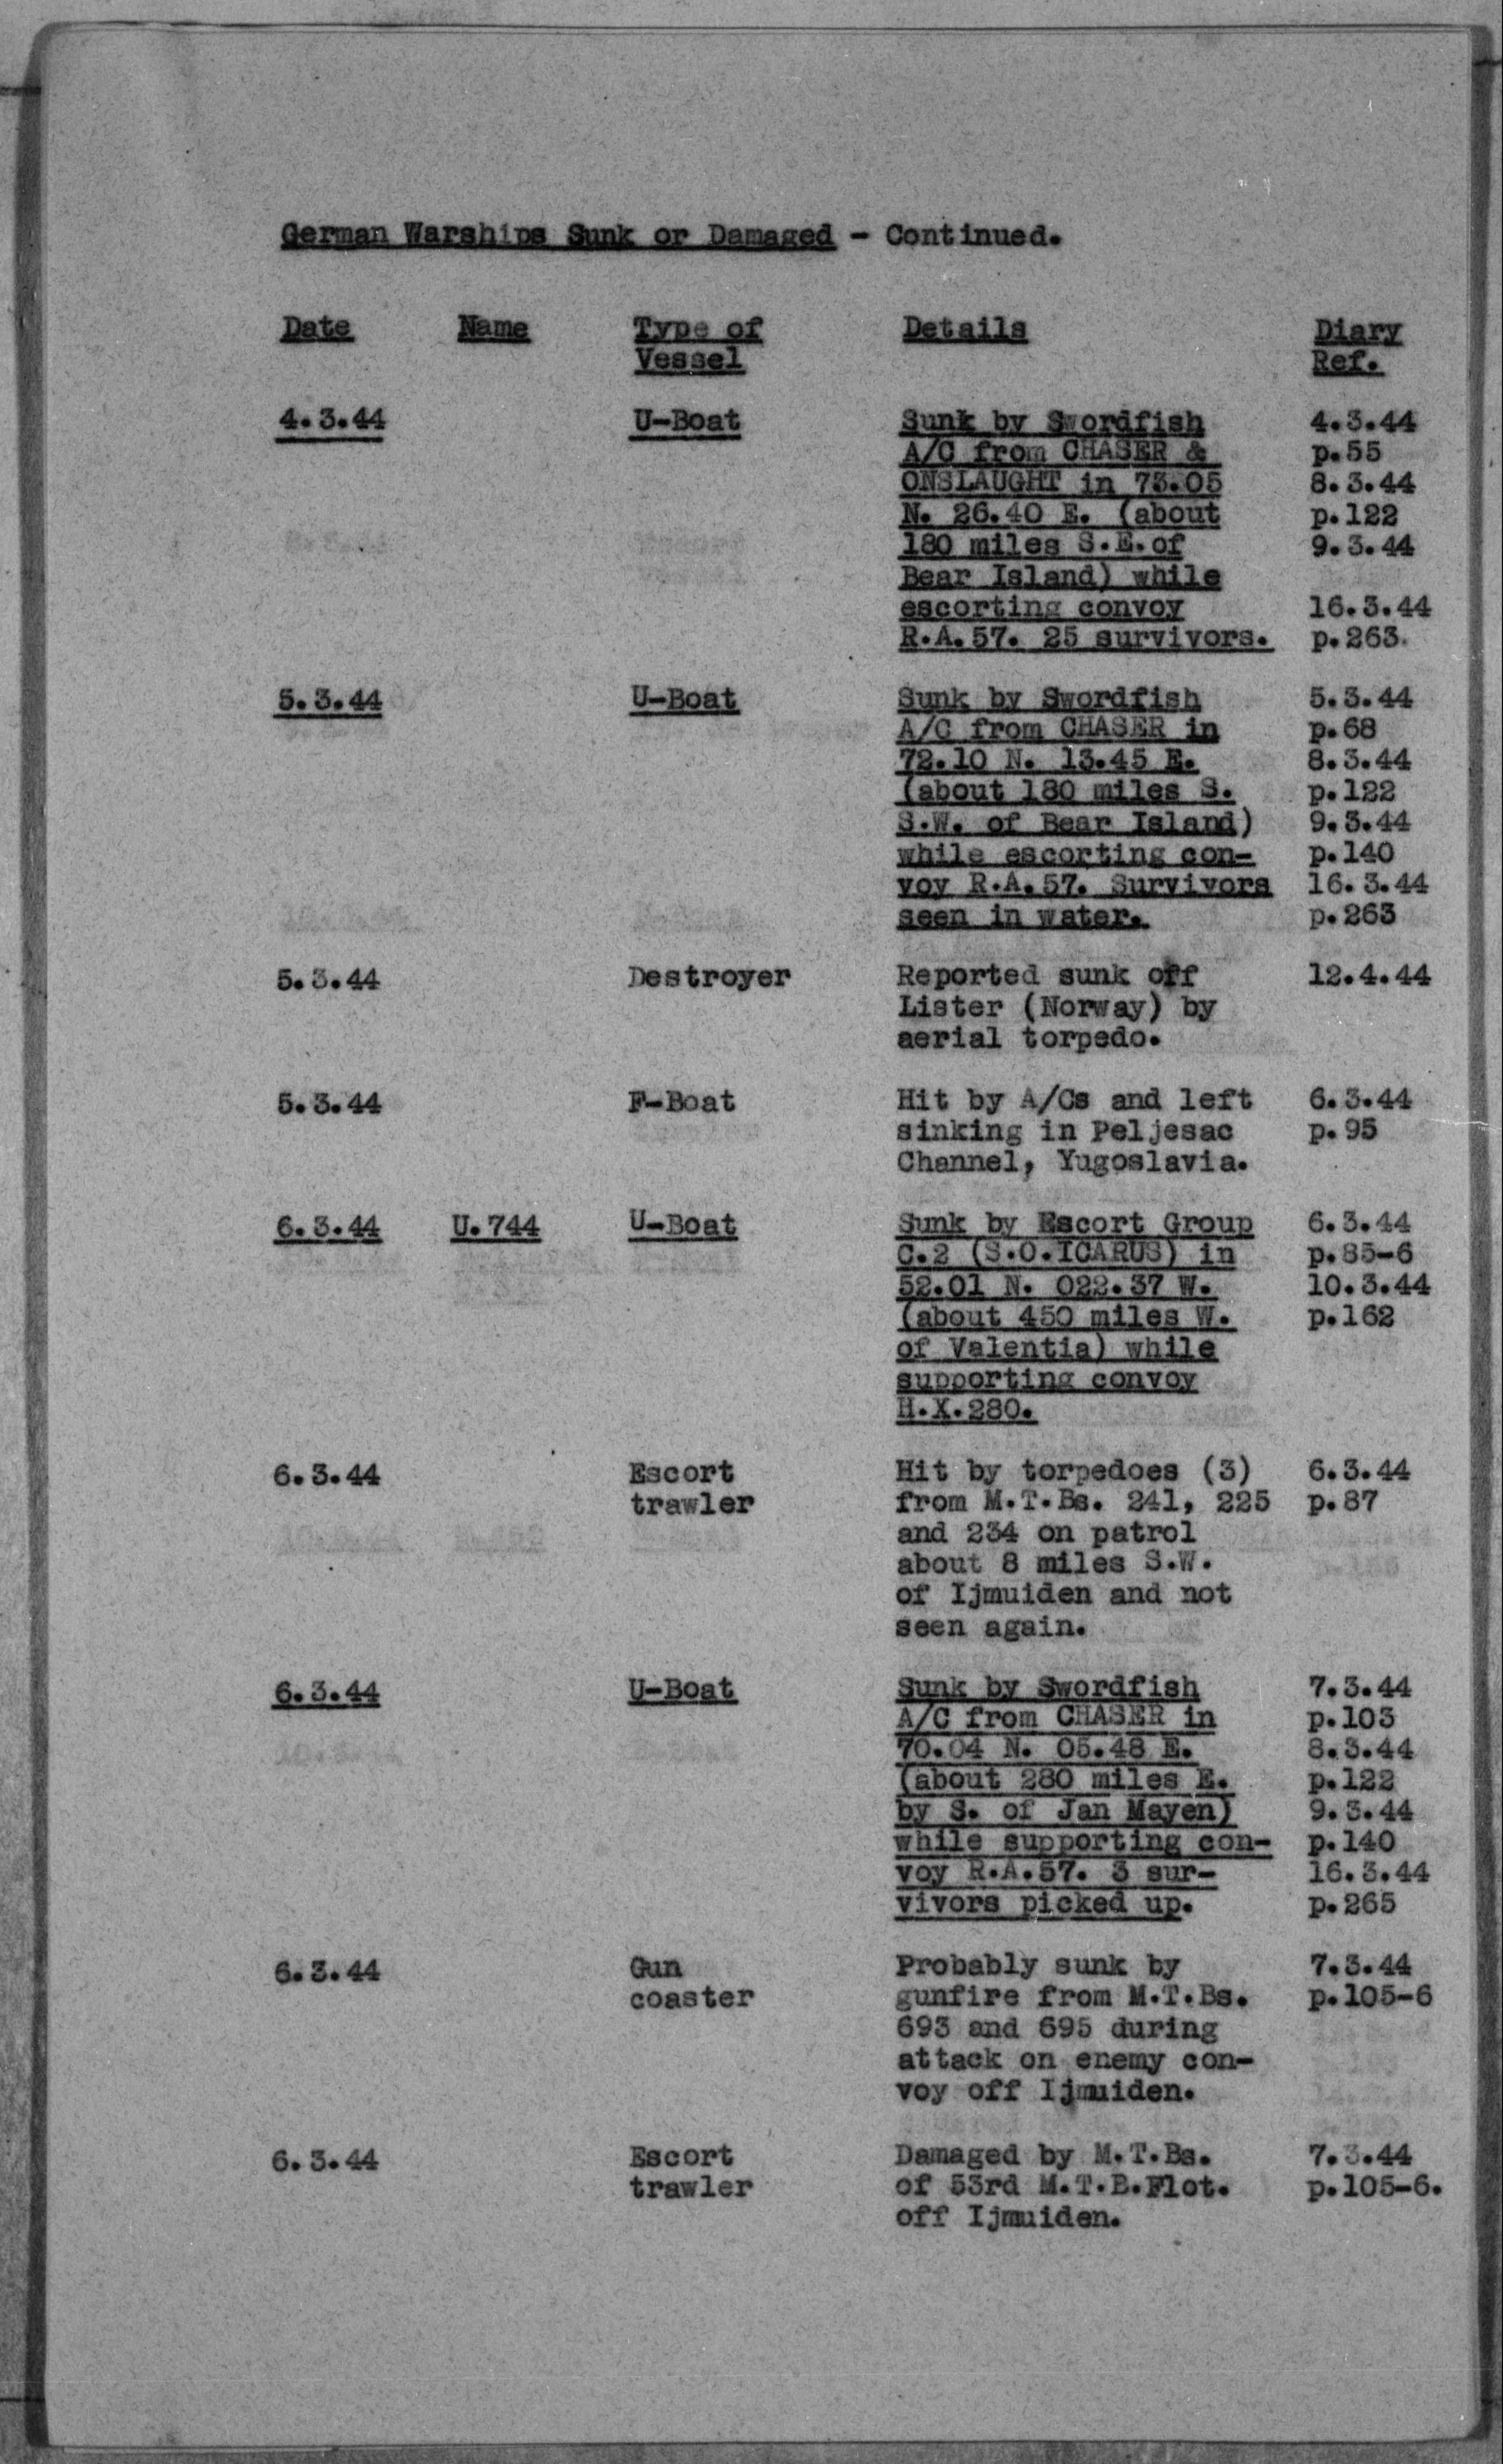 German Warships Sunk or Damaged - Continued.
Date Name Type of Details Diary
Vessel Ref.
4.3.44 U-Boat Sunk by Swordfish 4.3.44
A/C from CHASER & p.55
ONSLAUGHT in 73.05 8.3.44
N. 26.40 E. (about p.122
180 miles S.E.of 9.3.44
Bear Island) while
escorting convoy 16.3.44
R.A.57. 25 survivors. p.263.
5.3.44 U-Boat Sunk by Swordfish 5.3.44
A/C from CHASER in p.68
72.10 N. 13.45 E. 8.3.44
(about 180 miles S. p.122
S.W. of Bear Island) 9.3.44
while escorting con- p.140
voy R.A.57. Survivors 16.3.44
seen in water. p.263
5.3.44 Destroyer Reported sunk off 12.4.44
Lister (Norway) by
aerial torpedo.
5.3.44 F-Boat Hit by A/Cs and left 6.3.44
sinking in Peljesac p.95
Channel, Yugoslavia.
6.3.44 U.744 U-Boat Sunk by Escort Group 6.3.44
C.2 (S.O.ICARUS) in p.85-6
52.01 N. 022.37 W. 10.3.44
(about 450 miles W. p.162
of Valentia) while
supporting convoy
H.X.280.
6.3.44 Escort Hit by torpedoes (3) 6.3.44
trawler from M.T.Bs. 241, 225 p.87
and 234 on patrol
about 8 miles S.W.
of Ijmuiden and not
seen again.
6.3.44 U-Boat Sunk by Swordfish 7.3.44
A/C from CHASER in p.103
70.04 N. 05.48 E. 8.3.44
(about 280 miles E. p.122
by S. of Jan Mayen) 9.3.44
while supporting con- p.140
voy R.A.57. 3 sur- 16.3.44
vivors picked up. p.265
6.3.44 Gun Probably sunk by 7.3.44
coaster gunfire from M.T.Bs. p.105-6
693 and 695 during
attack on enemy con-
voy off Ijmuiden.
6.3.44 Escort Damaged by M.T.Bs. 7.3.44
trawler of 53rd M.T.B.Flot. p.105-6.
off Ijmuiden.